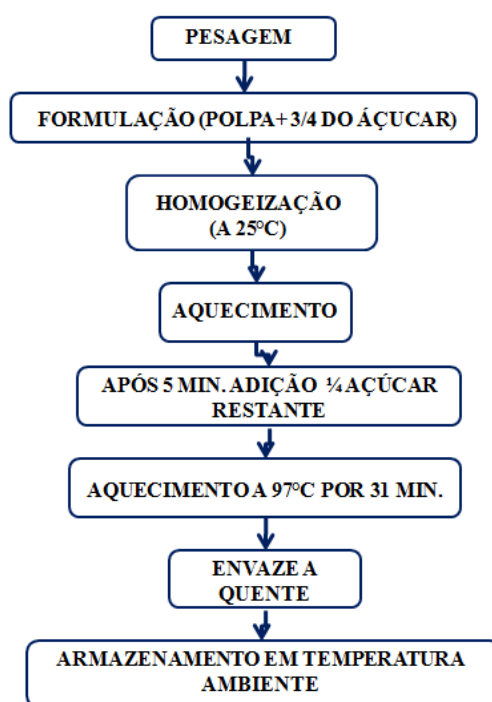 PESAGEM
FORMULAÇÃO (POLPA+ 3/4 DO ÁÇUCAR)
HOMOGEIZAÇÃO
(A 25°C)
AQUECIMENTO
APÓS 5 MIN. ADIÇÃO ¼ AÇÚCAR
RESTANTE
AQUECIMENTO A 97°C POR 31 MIN.
ENVAZE A
QUENTE
ARMAZENAMENTO EM TEMPERATURA
AMBIENTE